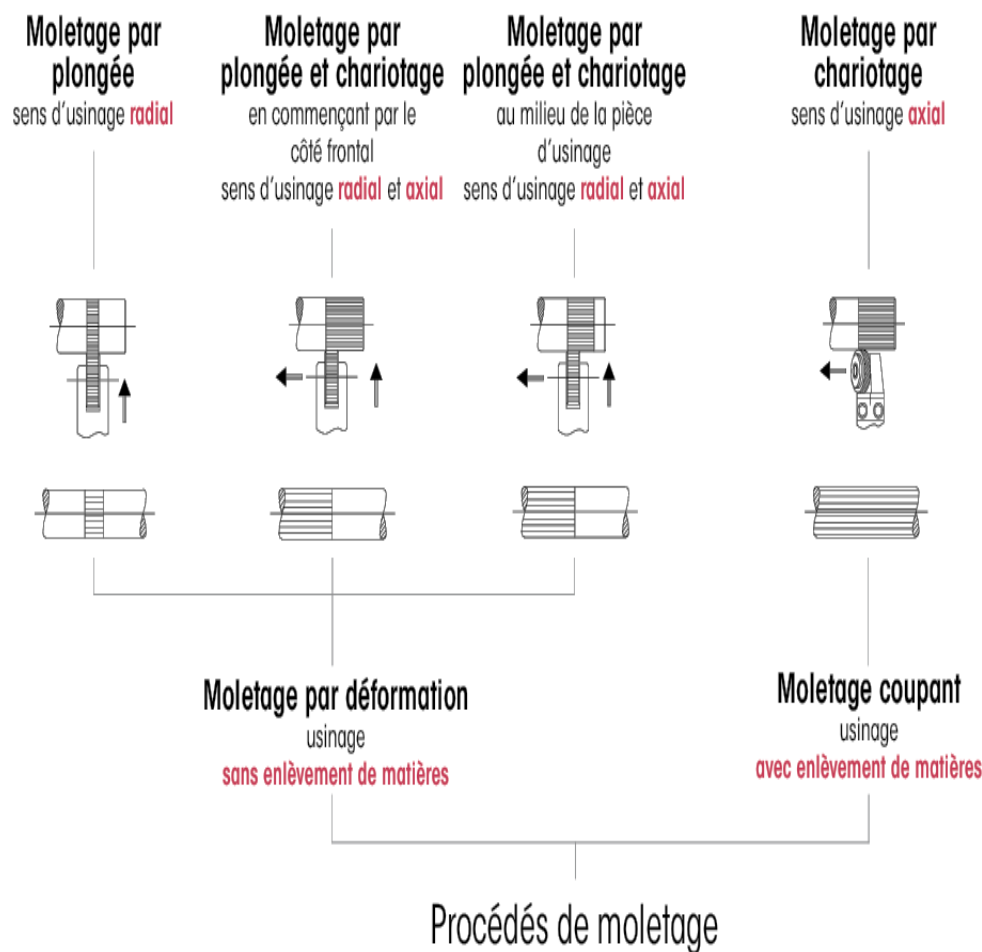 Moletage par
plongée
sens d'usinage radial
Moletage par
plongée et chariotage
en commençant par le
côté frontal
sens d'usinage radial et axial
Moletage par
plongée et chariotage
au milieu de la pièce
d'usinage
sens d'usinage radial et axial
Moletage par
chariotage
sens d'usinage axial
Moletage par déformation
usinage
sans enlèvement de matières
Moletage coupant
usinage
avec enlèvement de matières
Procédés de moletage